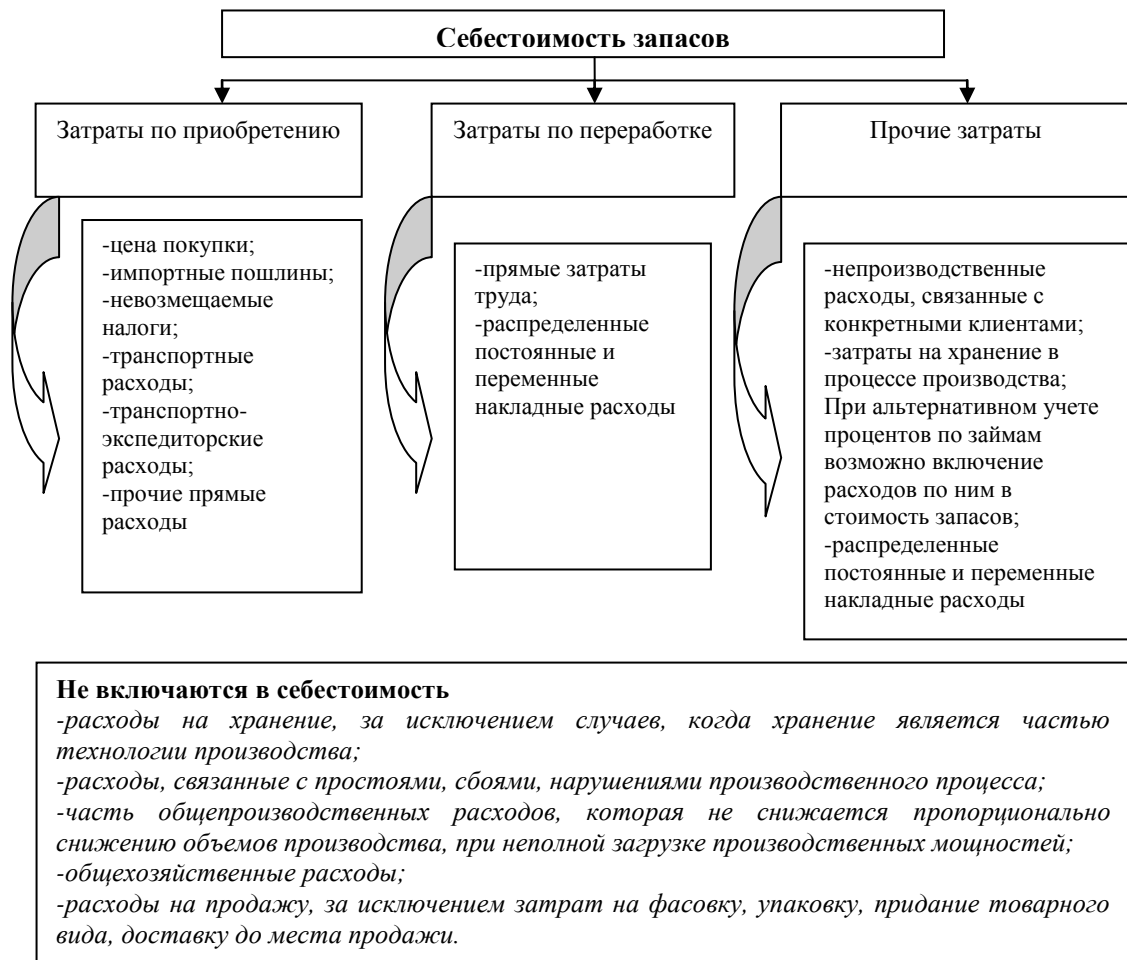 Себестоимость запасов
Затраты по приобретению
Затраты по переработке
Прочие затраты
-цена покупки;
-импортные пошлины;
-невозмещаемые
налоги;
-транспортные
расходы;
-транспортно-
экспедиторские
расходы;
-прочие прямые
расходы
-прямые затраты
труда;
-распределенные
постоянные и
переменные
накладные расходы
-непроизводственные
расходы, связанные с
конкретными клиентами;
-затраты на хранение в
процессе производства;
При альтернативном учете
процентов по займам
возможно включение
расходов по ним в
стоимость запасов;
-распределенные
постоянные и переменные
накладные расходы
Не включаются в себестоимость
-расходы на хранение, за исключением случаев, когда хранение является частью
технологии производства;
-расходы, связанные с простоями, сбоями, нарушениями производственного процесса;
-часть общепроизводственных расходов, которая не снижается пропорционально
снижению объемов производства, при неполной загрузке производственных мощностей;
-общехозяйственные расходы;
-расходы на продажу, за исключением затрат на фасовку, упаковку, придание товарного
вида, доставку до места продажи.